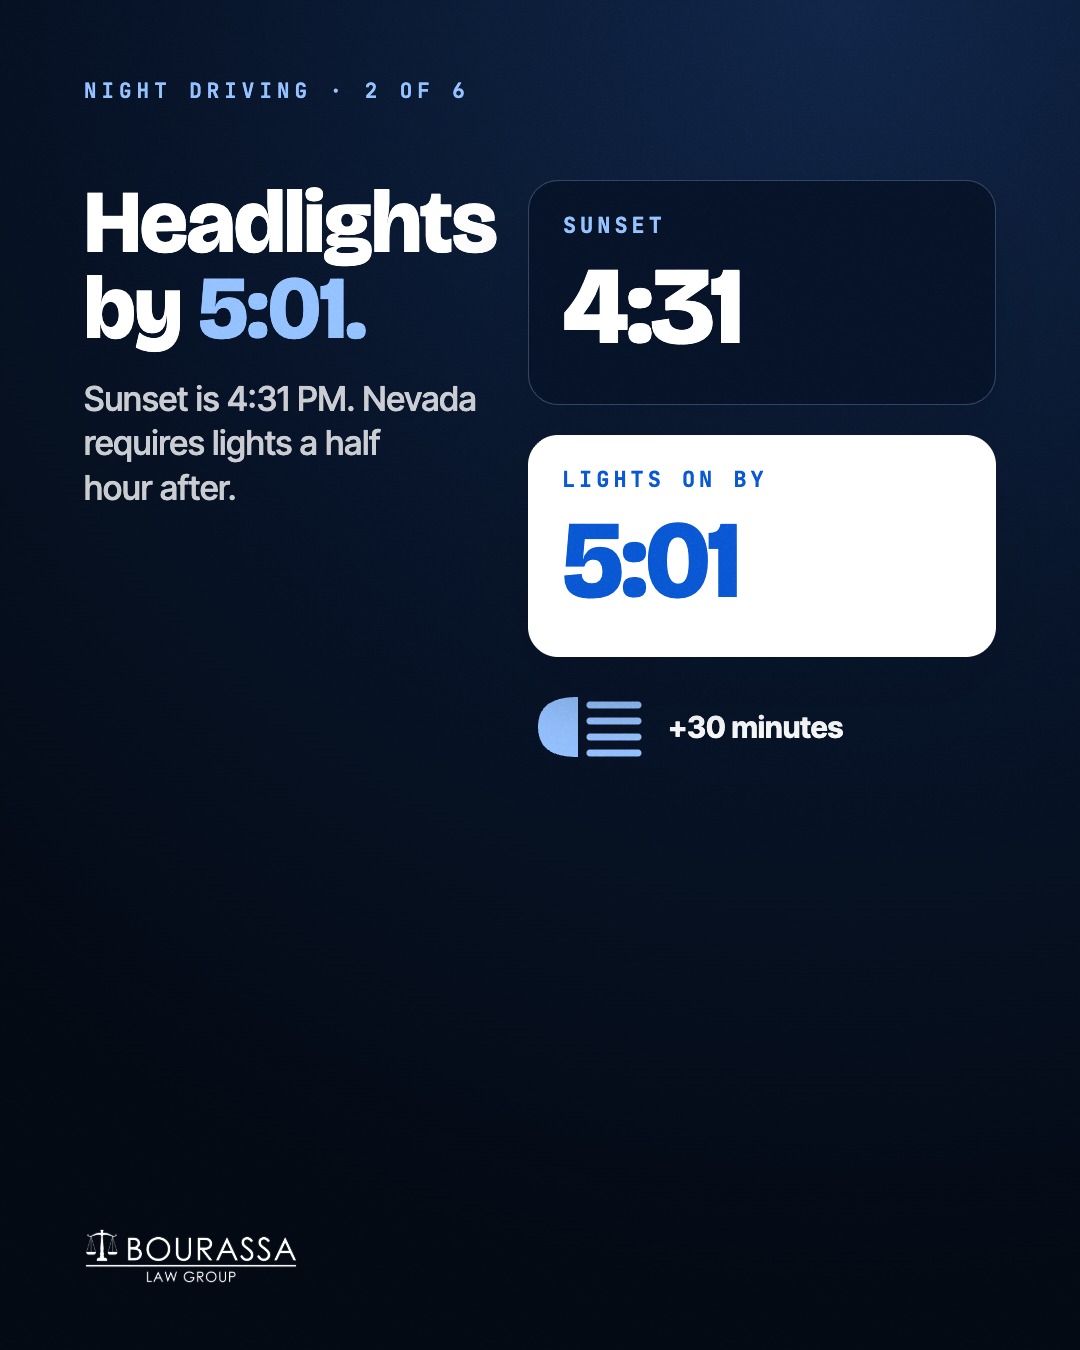 NIGHT DRIVING · 2 OF 6
Headlights
by 5:01.
Sunset is 4:31 PM. Nevada
requires lights a half
hour after.
SUNSET
4:31
LIGHTS ON BY
5:01
+30 minutes
BOURASSA
LAW GROUP